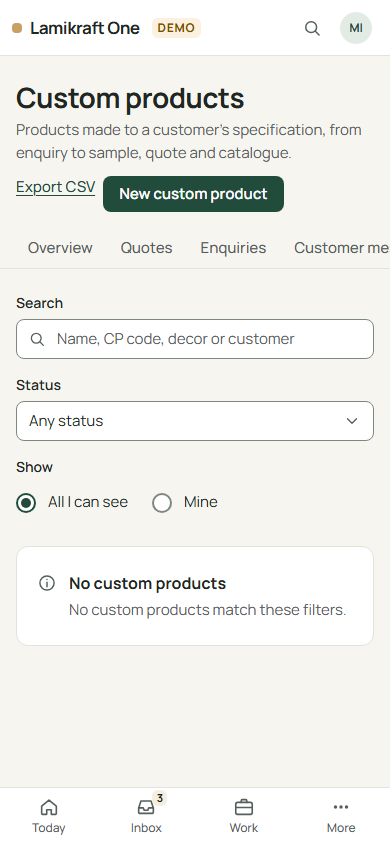 Lamikraft One DEMO MI
Custom products
Products made to a customer's specification, from
enquiry to sample, quote and catalogue.
Export CSV New custom product
Overview Quotes Enquiries Customer me
Search
Name, CP code, decor or customer
Status
Any status
Show
All I can see Mine
No custom products
No custom products match these filters.
3
Today Inbox Work More